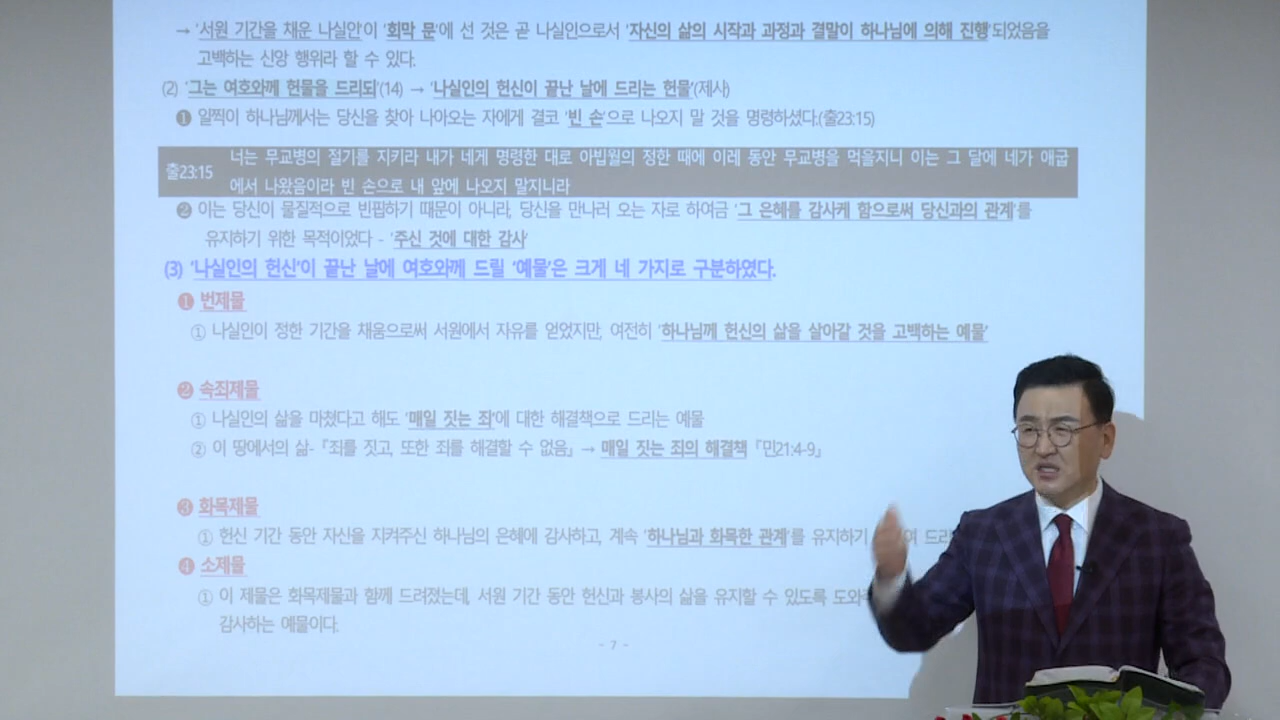 → '서원 기간을 채운 나실인'이 '회막 문'에 선 것은 곧 나실인으로서 '자신의 삶의 시작과 과정과 결말이 하나님에 의해 진행'되었음을
고백하는 신앙 행위라 할 수 있다.
(2) '그는 여호와께 헌물을 드리되'(14) → '나실인의 헌신이 끝난 날에 드리는 헌물'(제사)
❶ 일찍이 하나님께서는 당신을 찾아 나아오는 자에게 결코 '빈 손'으로 나오지 말 것을 명령하셨다.(출23:15)
출23:15 너는 무교병의 절기를 지키라 내가 네게 명령한 대로 아빕월의 정한 때에 이레 동안 무교병을 먹을지니 이는 그 달에 네가 애굽
에서 나왔음이라 빈 손으로 내 앞에 나오지 말지니라
❷ 이는 당신이 물질적으로 빈핍하기 때문이 아니라, 당신을 만나러 오는 자로 하여금 '그 은혜를 감사케 함으로써 당신과의 관계'를
유지하기 위한 목적이었다 - '주신 것에 대한 감사'
(3) '나실인의 헌신'이 끝난 날에 여호와께 드릴 '예물'은 크게 네 가지로 구분하였다.
❶ 번제물
① 나실인이 정한 기간을 채움으로써 서원에서 자유를 얻었지만, 여전히 '하나님께 헌신의 삶을 살아갈 것을 고백하는 예물'
❷ 속죄제물
① 나실인의 삶을 마쳤다고 해도 '매일 짓는 죄'에 대한 해결책으로 드리는 예물
② 이 땅에서의 삶-『죄를 짓고, 또한 죄를 해결할 수 없음』 → 매일 짓는 죄의 해결책『민21:4-9』
❸ 화목제물
① 헌신 기간 동안 자신을 지켜주신 하나님의 은혜에 감사하고, 계속 '하나님과 화목한 관계'를 유지하기
❹ 소제물
① 이 제물은 화목제물과 함께 드려졌는데, 서원 기간 동안 헌신과 봉사의 삶을 유지할 수 있도록
감사하는 예물이다.
- 7 -